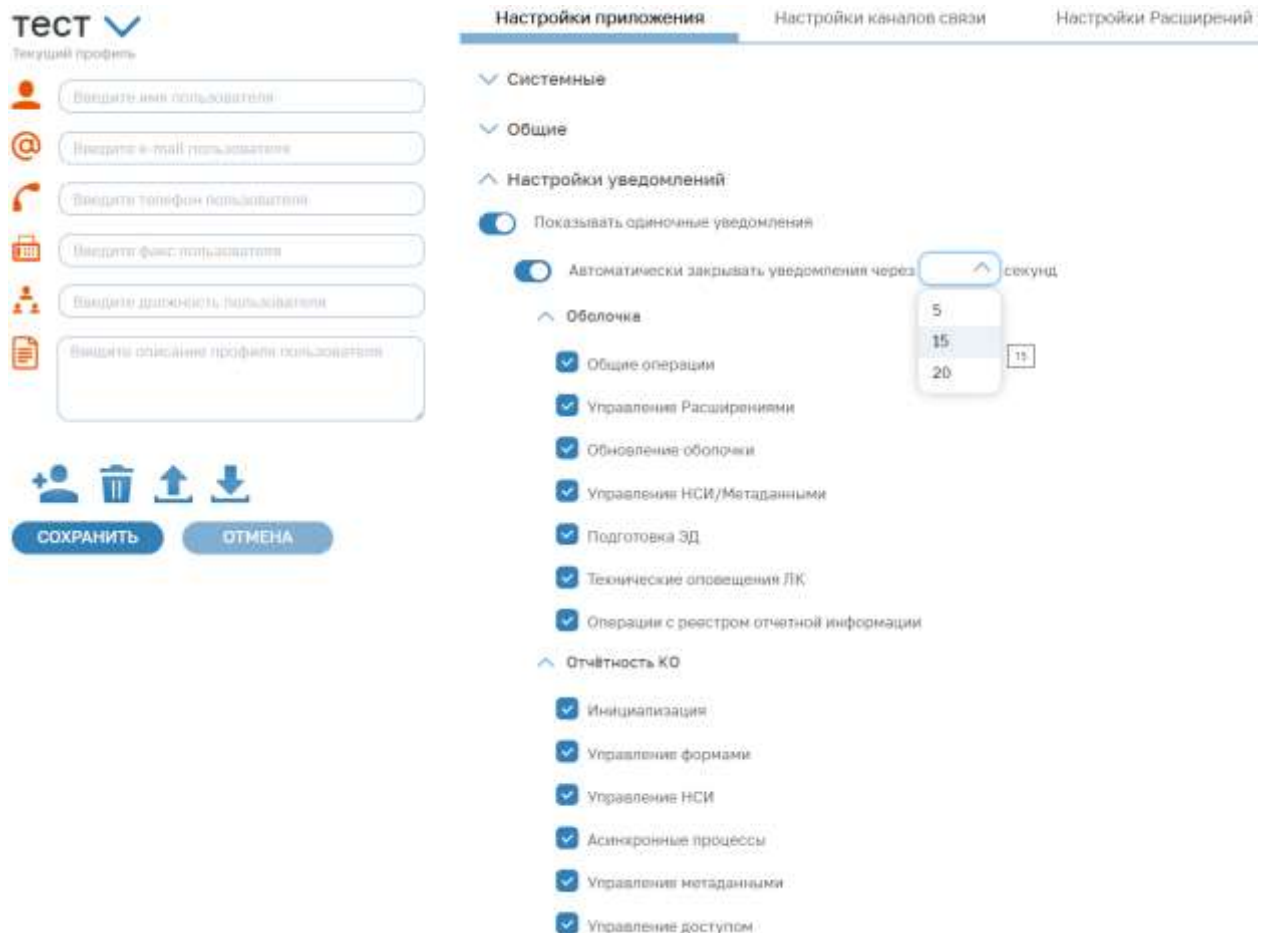 тест
Текущий профиль
Введите имя пользователя
Введите e-mail пользователя
Введите телефон пользователя
Введите факс пользователя
Введите должность пользователя
Введите описание профиля пользователя
СОХРАНИТЬ
ОТМЕНА
Настройки приложения
Настройки каналов связи
Настройки Расширений
Системные
Общие
Настройки уведомлений
Показывать одиночные уведомления
Автоматически закрывать уведомления через секунд
5
15
20
15
Оболочка
Общие операции
Управления Расширениями
Обновление оболочки
Управление НСИ/Метаданными
Подготовка ЭД
Технические оповещения ЛК
Операции с реестром отчетной информации
Отчётность КО
Инициализация
Управление формами
Управление НСИ
Асинхронные процессы
Управление метаданными
Управление доступом